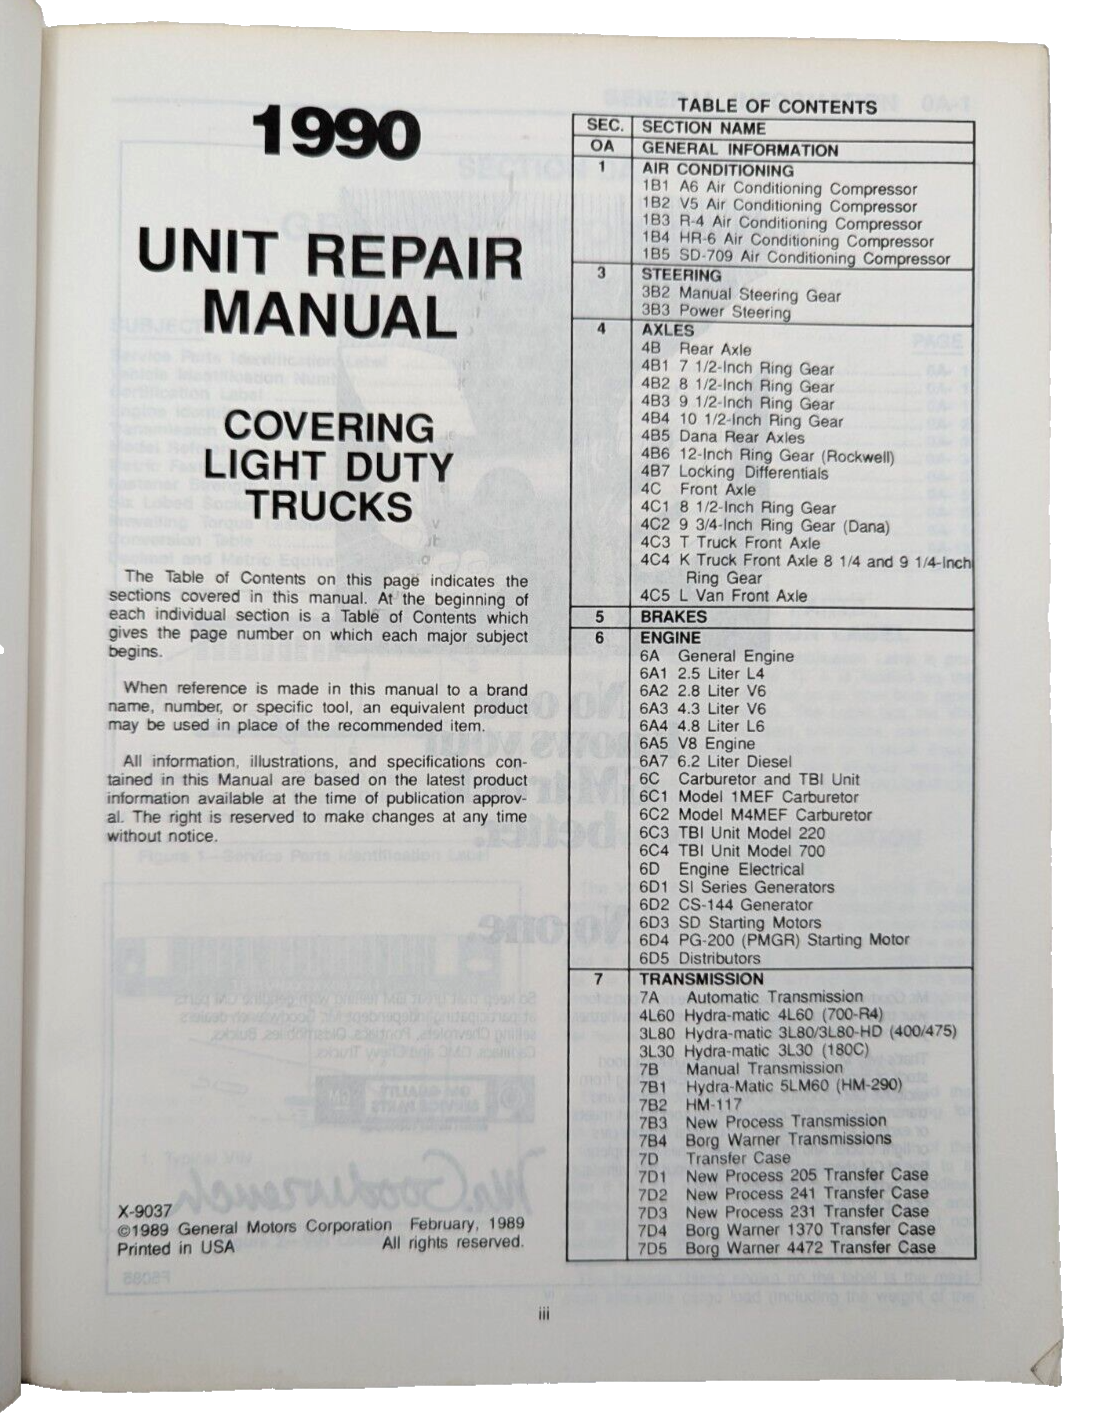 1990
UNIT REPAIR
MANUAL
COVERING
LIGHT DUTY
TRUCKS
The Table of Contents on this page indicates the
sections covered in this manual. At the beginning of
each individual section is a Table of Contents which
gives the page number on which each major subject
begins.
When reference is made in this manual to a brand
name, number, or specific tool, an equivalent product
may be used in place of the recommended item.
All information, illustrations, and specifications con-
tained in this Manual are based on the latest product
information available at the time of publication approv-
al. The right is reserved to make changes at any time
without notice.
X-9037
©1989 General Motors Corporation February, 1989
Printed in USA All rights reserved.
TABLE OF CONTENTS
SEC. SECTION NAME
OA GENERAL INFORMATION
1 AIR CONDITIONING
1B1 A6 Air Conditioning Compressor
1B2 V5 Air Conditioning Compressor
1B3 R-4 Air Conditioning Compressor
1B4 HR-6 Air Conditioning Compressor
1B5 SD-709 Air Conditioning Compressor
3 STEERING
3B2 Manual Steering Gear
3B3 Power Steering
4 AXLES
4B Rear Axle
4B1 7 1/2-Inch Ring Gear
4B2 8 1/2-Inch Ring Gear
4B3 9 1/2-Inch Ring Gear
4B4 10 1/2-Inch Ring Gear
4B5 Dana Rear Axles
4B6 12-Inch Ring Gear (Rockwell)
4B7 Locking Differentials
4C Front Axle
4C1 8 1/2-Inch Ring Gear
4C2 9 3/4-Inch Ring Gear (Dana)
4C3 T Truck Front Axle
4C4 K Truck Front Axle 8 1/4 and 9 1/4-Inch
Ring Gear
4C5 L Van Front Axle
5 BRAKES
6 ENGINE
6A General Engine
6A1 2.5 Liter L4
6A2 2.8 Liter V6
6A3 4.3 Liter V6
6A4 4.8 Liter L6
6A5 V8 Engine
6A7 6.2 Liter Diesel
6C Carburetor and TBI Unit
6C1 Model 1MEF Carburetor
6C2 Model M4MEF Carburetor
6C3 TBI Unit Model 220
6C4 TBI Unit Model 700
6D Engine Electrical
6D1 SI Series Generators
6D2 CS-144 Generator
6D3 SD Starting Motors
6D4 PG-200 (PMGR) Starting Motor
6D5 Distributors
7 TRANSMISSION
7A Automatic Transmission
4L60 Hydra-matic 4L60 (700-R4)
3L80 Hydra-matic 3L80/3L80-HD (400/475)
3L30 Hydra-matic 3L30 (180C)
7B Manual Transmission
7B1 Hydra-Matic 5LM60 (HM-290)
7B2 HM-117
7B3 New Process Transmission
7B4 Borg Warner Transmissions
7D Transfer Case
7D1 New Process 205 Transfer Case
7D2 New Process 241 Transfer Case
7D3 New Process 231 Transfer Case
7D4 Borg Warner 1370 Transfer Case
7D5 Borg Warner 4472 Transfer Case
iii